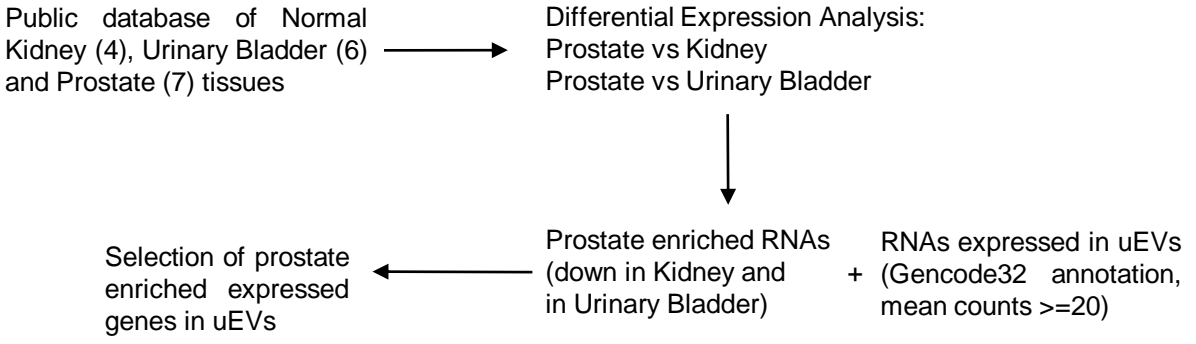 Public database of Normal
Kidney (4), Urinary Bladder (6)
and Prostate (7) tissues
Differential Expression Analysis:
Prostate vs Kidney
Prostate vs Urinary Bladder
Prostate enriched RNAs
(down in Kidney and
in Urinary Bladder)
+
RNAs expressed in uEVs
(Gencode32 annotation,
mean counts >=20)
Selection of prostate
enriched expressed
genes in uEVs